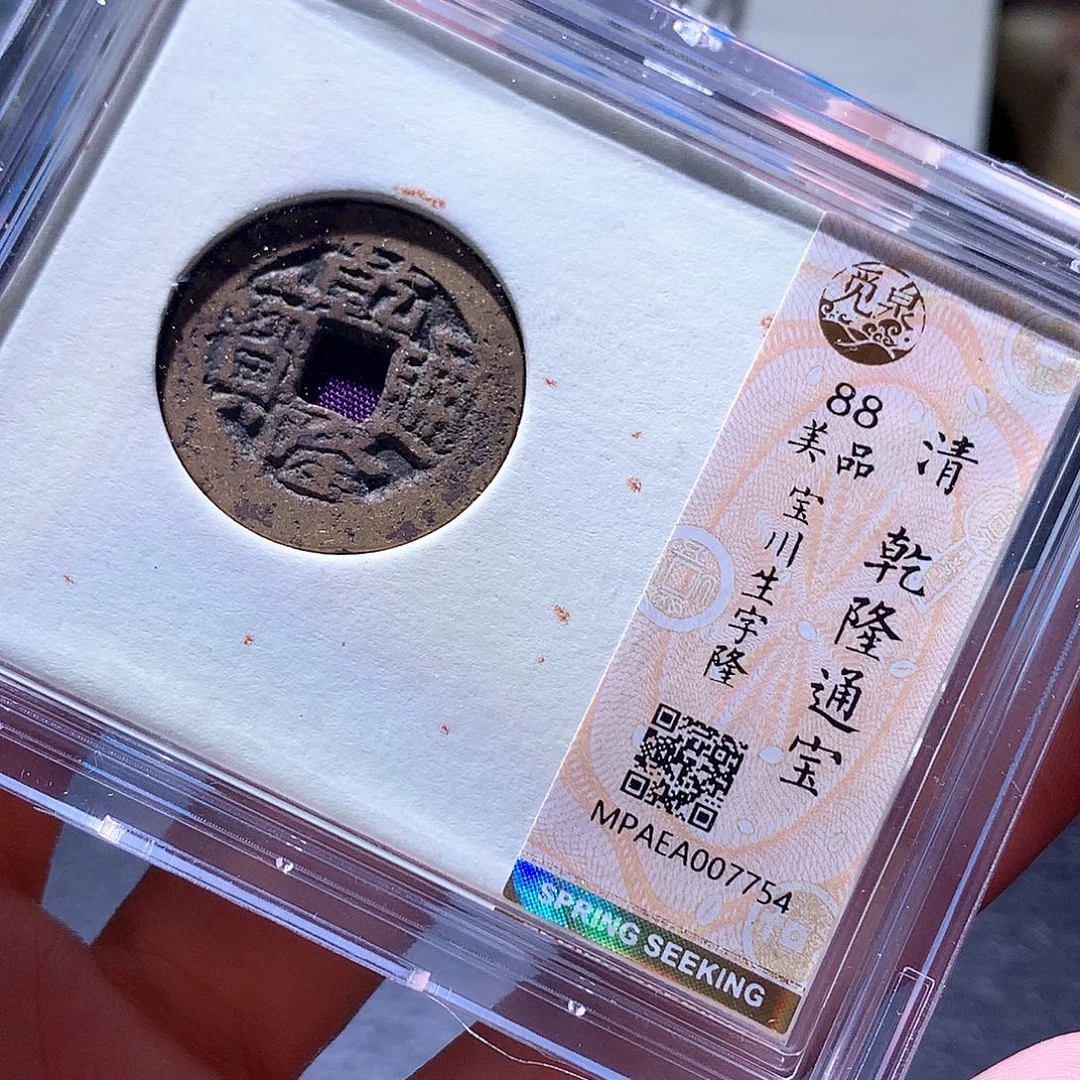 乾隆通寳
觅泉
88
美品
宝川生字隆
清
乾隆通宝
MPAEA007754
SPRING SEEKING